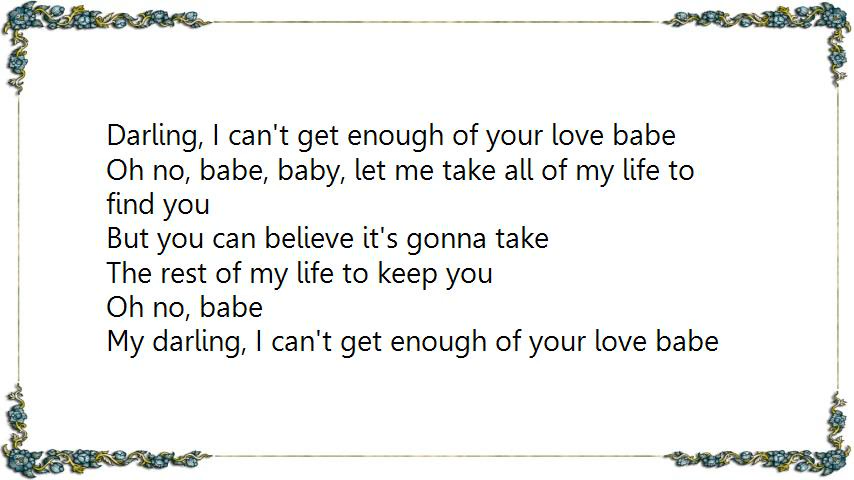 Darling, I can't get enough of your love babe
Oh no, babe, baby, let me take all of my life to
find you
But you can believe it's gonna take
The rest of my life to keep you
Oh no, babe
My darling, I can't get enough of your love babe